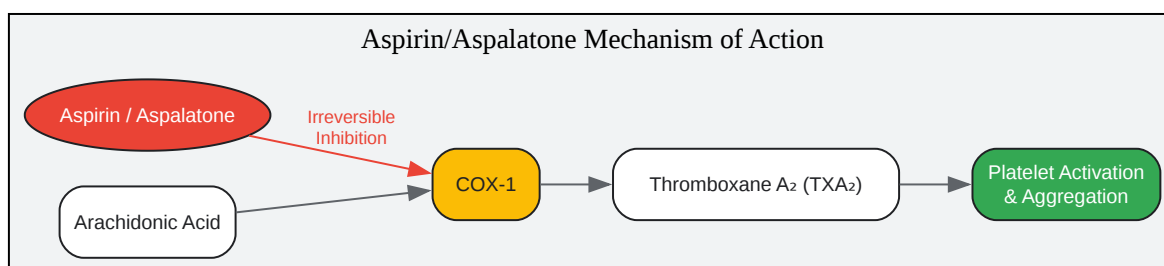 Aspirin/Aspalatone Mechanism of Action
Aspirin / Aspalatone
Irreversible
Inhibition
Arachidonic Acid
COX-1
Thromboxane A₂ (TXA₂)
Platelet Activation
& Aggregation